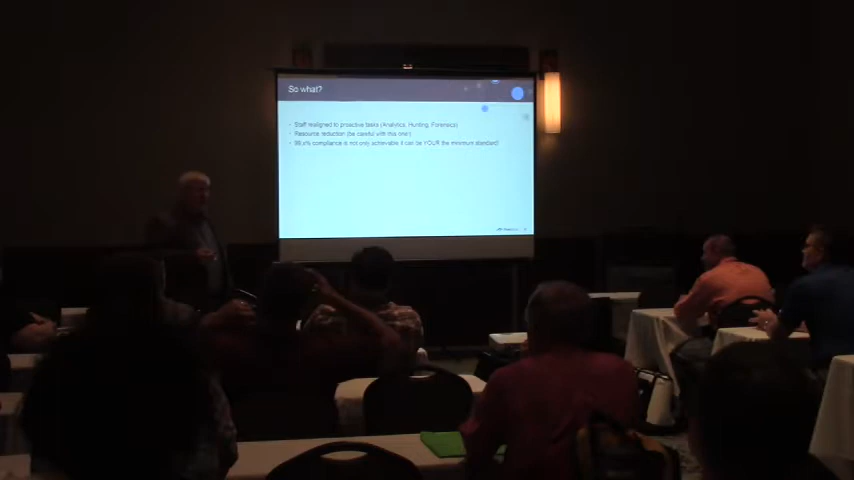 So what?
Staff realigned to proactive tasks (Analytics, Hunting, Forensics)
Resource reduction (be careful with this one!)
compliance is not only achievable it can be YOUR the minimum standard!